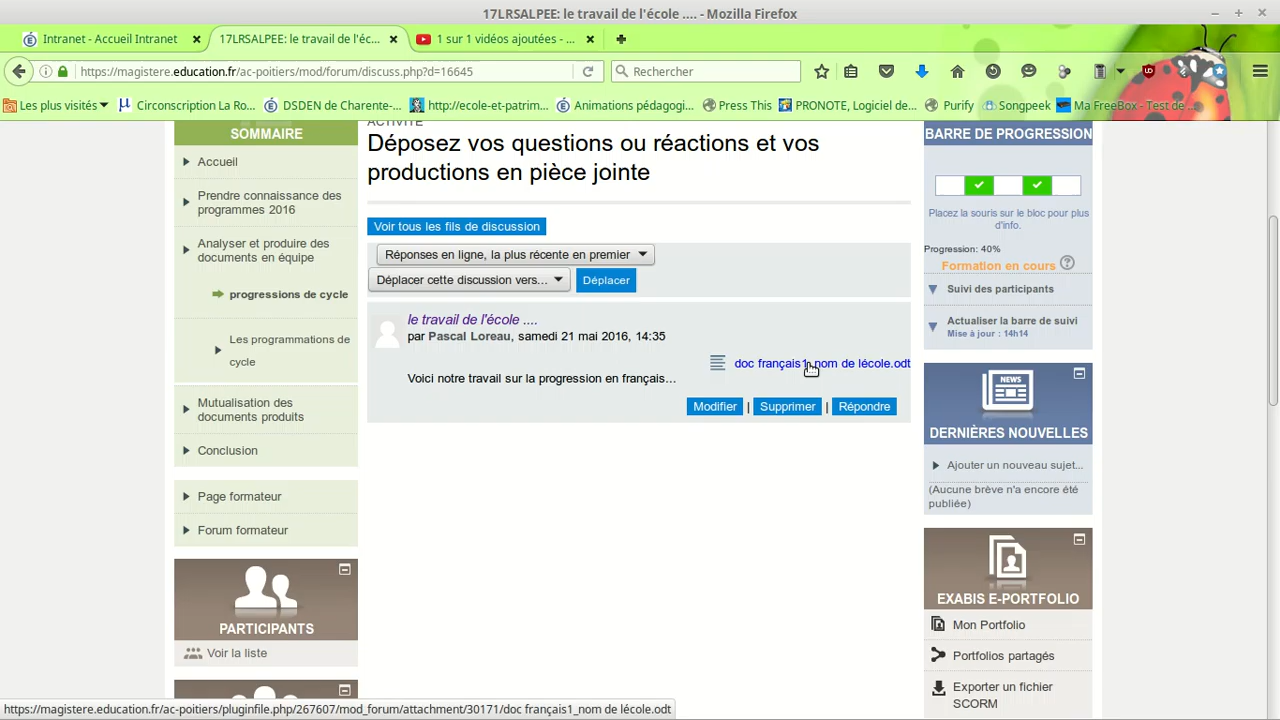 17LRSALPEE: le travail de l'école .... - Mozilla Firefox
Intranet - Accueil Intranet
17LRSALPEE: le travail de l'éc...
1 sur 1 vidéos ajoutées - ...
https://magistere.education.fr/ac-poitiers/mod/forum/discuss.php?d=16645
Rechercher
Les plus visités
Circonscription La Ro...
DSDEN de Charente-...
http://ecole-et-patrim...
Animations pédagogi...
Press This
PRONOTE, Logiciel de...
Purify
Songpeek
Ma FreeBox - Test de ...
SOMMAIRE
Accueil
Prendre connaissance des
programmes 2016
Analyser et produire des
documents en équipe
progressions de cycle
Les programmations de
cycle
Mutualisation des
documents produits
Conclusion
Page formateur
Forum formateur
PARTICIPANTS
Voir la liste
ACTIVITÉ
Déposez vos questions ou réactions et vos
productions en pièce jointe
Voir tous les fils de discussion
Réponses en ligne, la plus récente en premier
Déplacer cette discussion vers...
Déplacer
le travail de l'école ....
par Pascal Loreau, samedi 21 mai 2016, 14:35
doc français1_nom de lécole.odt
Voici notre travail sur la progression en français...
Modifier | Supprimer | Répondre
BARRE DE PROGRESSION
Placez la souris sur le bloc pour plus
d'info.
Progression: 40%
Formation en cours
Suivi des participants
Actualiser la barre de suivi
Mise à jour : 14h14
NEWS
DERNIÈRES NOUVELLES
Ajouter un nouveau sujet...
(Aucune brève n'a encore été
publiée)
EXABIS E-PORTFOLIO
Mon Portfolio
Portfolios partagés
Exporter un fichier
SCORM
https://magistere.education.fr/ac-poitiers/pluginfile.php/267607/mod_forum/attachment/30171/doc français1_nom de lécole.odt